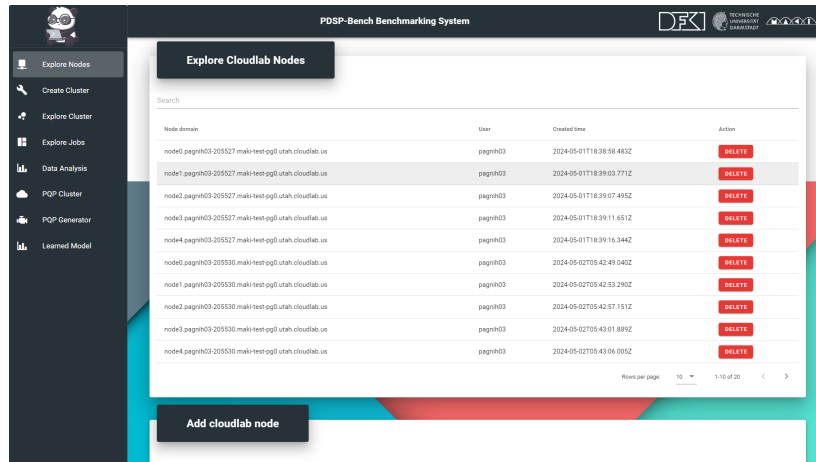 PDSP-Bench Benchmarking System
DFKI
TECHNISCHE
UNIVERSITÄT
DARMSTADT
Explore Nodes
Create Cluster
Explore Cluster
Explore Jobs
Data Analysis
PQP Cluster
PQP Generator
Learned Model
Explore Cloudlab Nodes
Search
Node domain User Created time Action
node0.pagnih03-205527.maki-test-pg0.utah.cloudlab.us pagnih03 2024-05-01T18:38:58.483Z DELETE
node1.pagnih03-205527.maki-test-pg0.utah.cloudlab.us pagnih03 2024-05-01T18:39:03.771Z DELETE
node2.pagnih03-205527.maki-test-pg0.utah.cloudlab.us pagnih03 2024-05-01T18:39:07.495Z DELETE
node3.pagnih03-205527.maki-test-pg0.utah.cloudlab.us pagnih03 2024-05-01T18:39:11.651Z DELETE
node4.pagnih03-205527.maki-test-pg0.utah.cloudlab.us pagnih03 2024-05-01T18:39:16.344Z DELETE
node0.pagnih03-205530.maki-test-pg0.utah.cloudlab.us pagnih03 2024-05-02T05:42:49.040Z DELETE
node1.pagnih03-205530.maki-test-pg0.utah.cloudlab.us pagnih03 2024-05-02T05:42:53.290Z DELETE
node2.pagnih03-205530.maki-test-pg0.utah.cloudlab.us pagnih03 2024-05-02T05:42:57.151Z DELETE
node3.pagnih03-205530.maki-test-pg0.utah.cloudlab.us pagnih03 2024-05-02T05:43:01.889Z DELETE
node4.pagnih03-205530.maki-test-pg0.utah.cloudlab.us pagnih03 2024-05-02T05:43:06.005Z DELETE
Rows per page: 10 1-10 of 20
Add cloudlab node